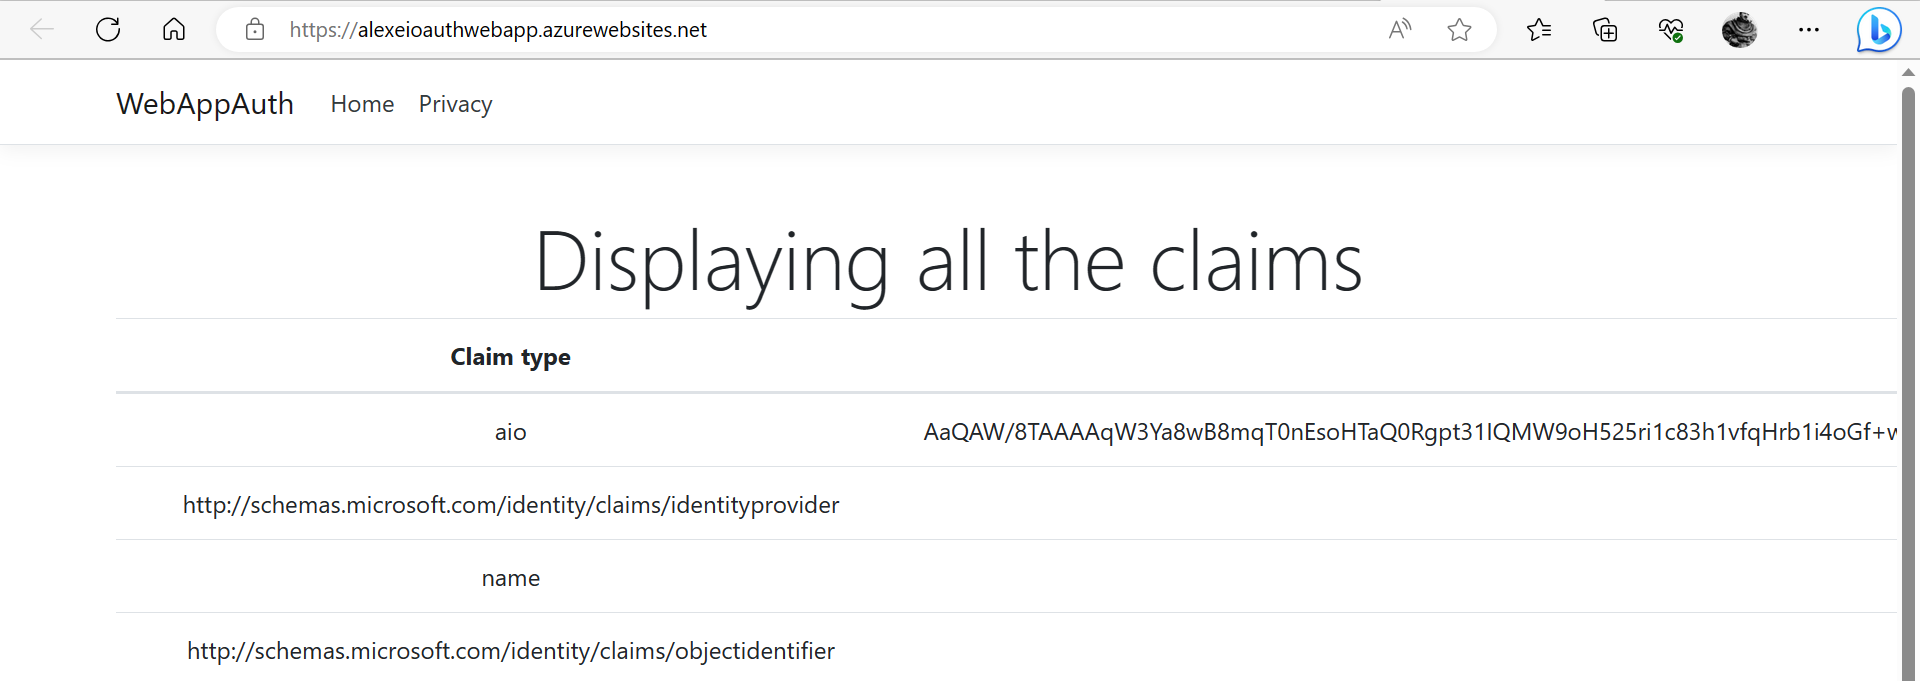 https://alexeioauthwebapp.azurewebsites.net
WebAppAuth Home Privacy
Displaying all the claims
Claim type
aio AaQAW/8TAAAAqW3Ya8wB8mqT0nEsoHTaQ0Rgpt31IQMW9oH525ri1c83h1vfqHrb1i4oGf+w
http://schemas.microsoft.com/identity/claims/identityprovider
name
http://schemas.microsoft.com/identity/claims/objectidentifier